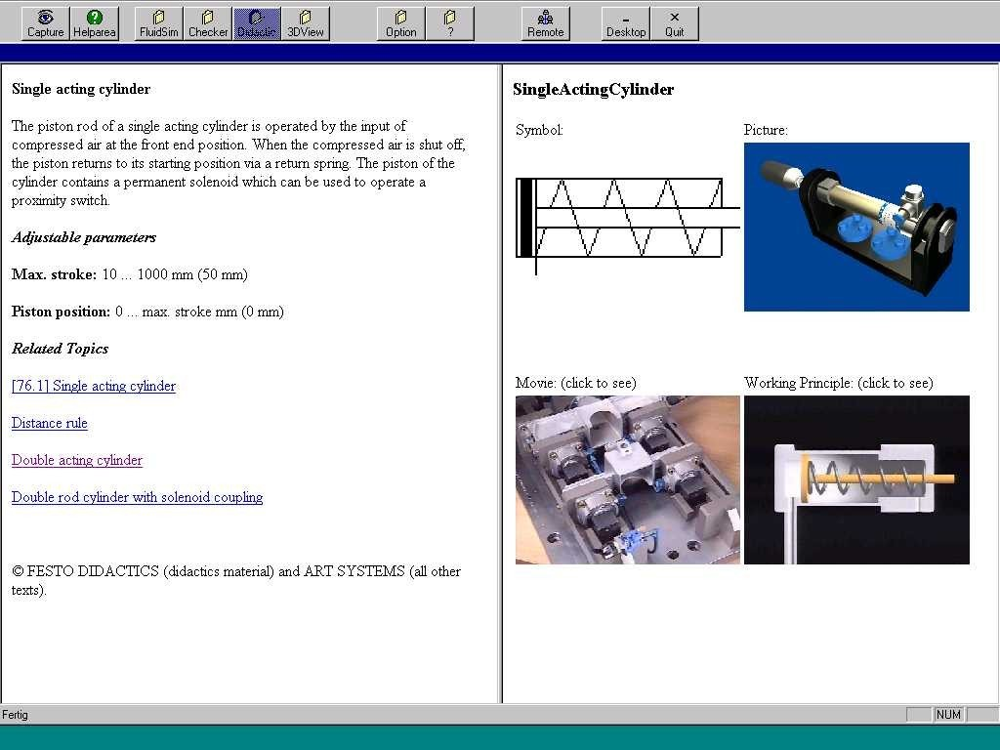 Capture Helparea FluidSim Checker Didactic 3DView Option ? Remote Desktop Quit
Single acting cylinder
The piston rod of a single acting cylinder is operated by the input of
compressed air at the front end position. When the compressed air is shut off,
the piston returns to its starting position via a return spring. The piston of the
cylinder contains a permanent solenoid which can be used to operate a
proximity switch.
Adjustable parameters
Max. stroke: 10 ... 1000 mm (50 mm)
Piston position: 0 ... max. stroke mm (0 mm)
Related Topics
[76.1] Single acting cylinder
Distance rule
Double acting cylinder
Double rod cylinder with solenoid coupling
© FESTO DIDACTICS (didactics material) and ART SYSTEMS (all other
texts).
SingleActingCylinder
Symbol:
Picture:
Movie: (click to see)
Working Principle: (click to see)
Fertig
NUM